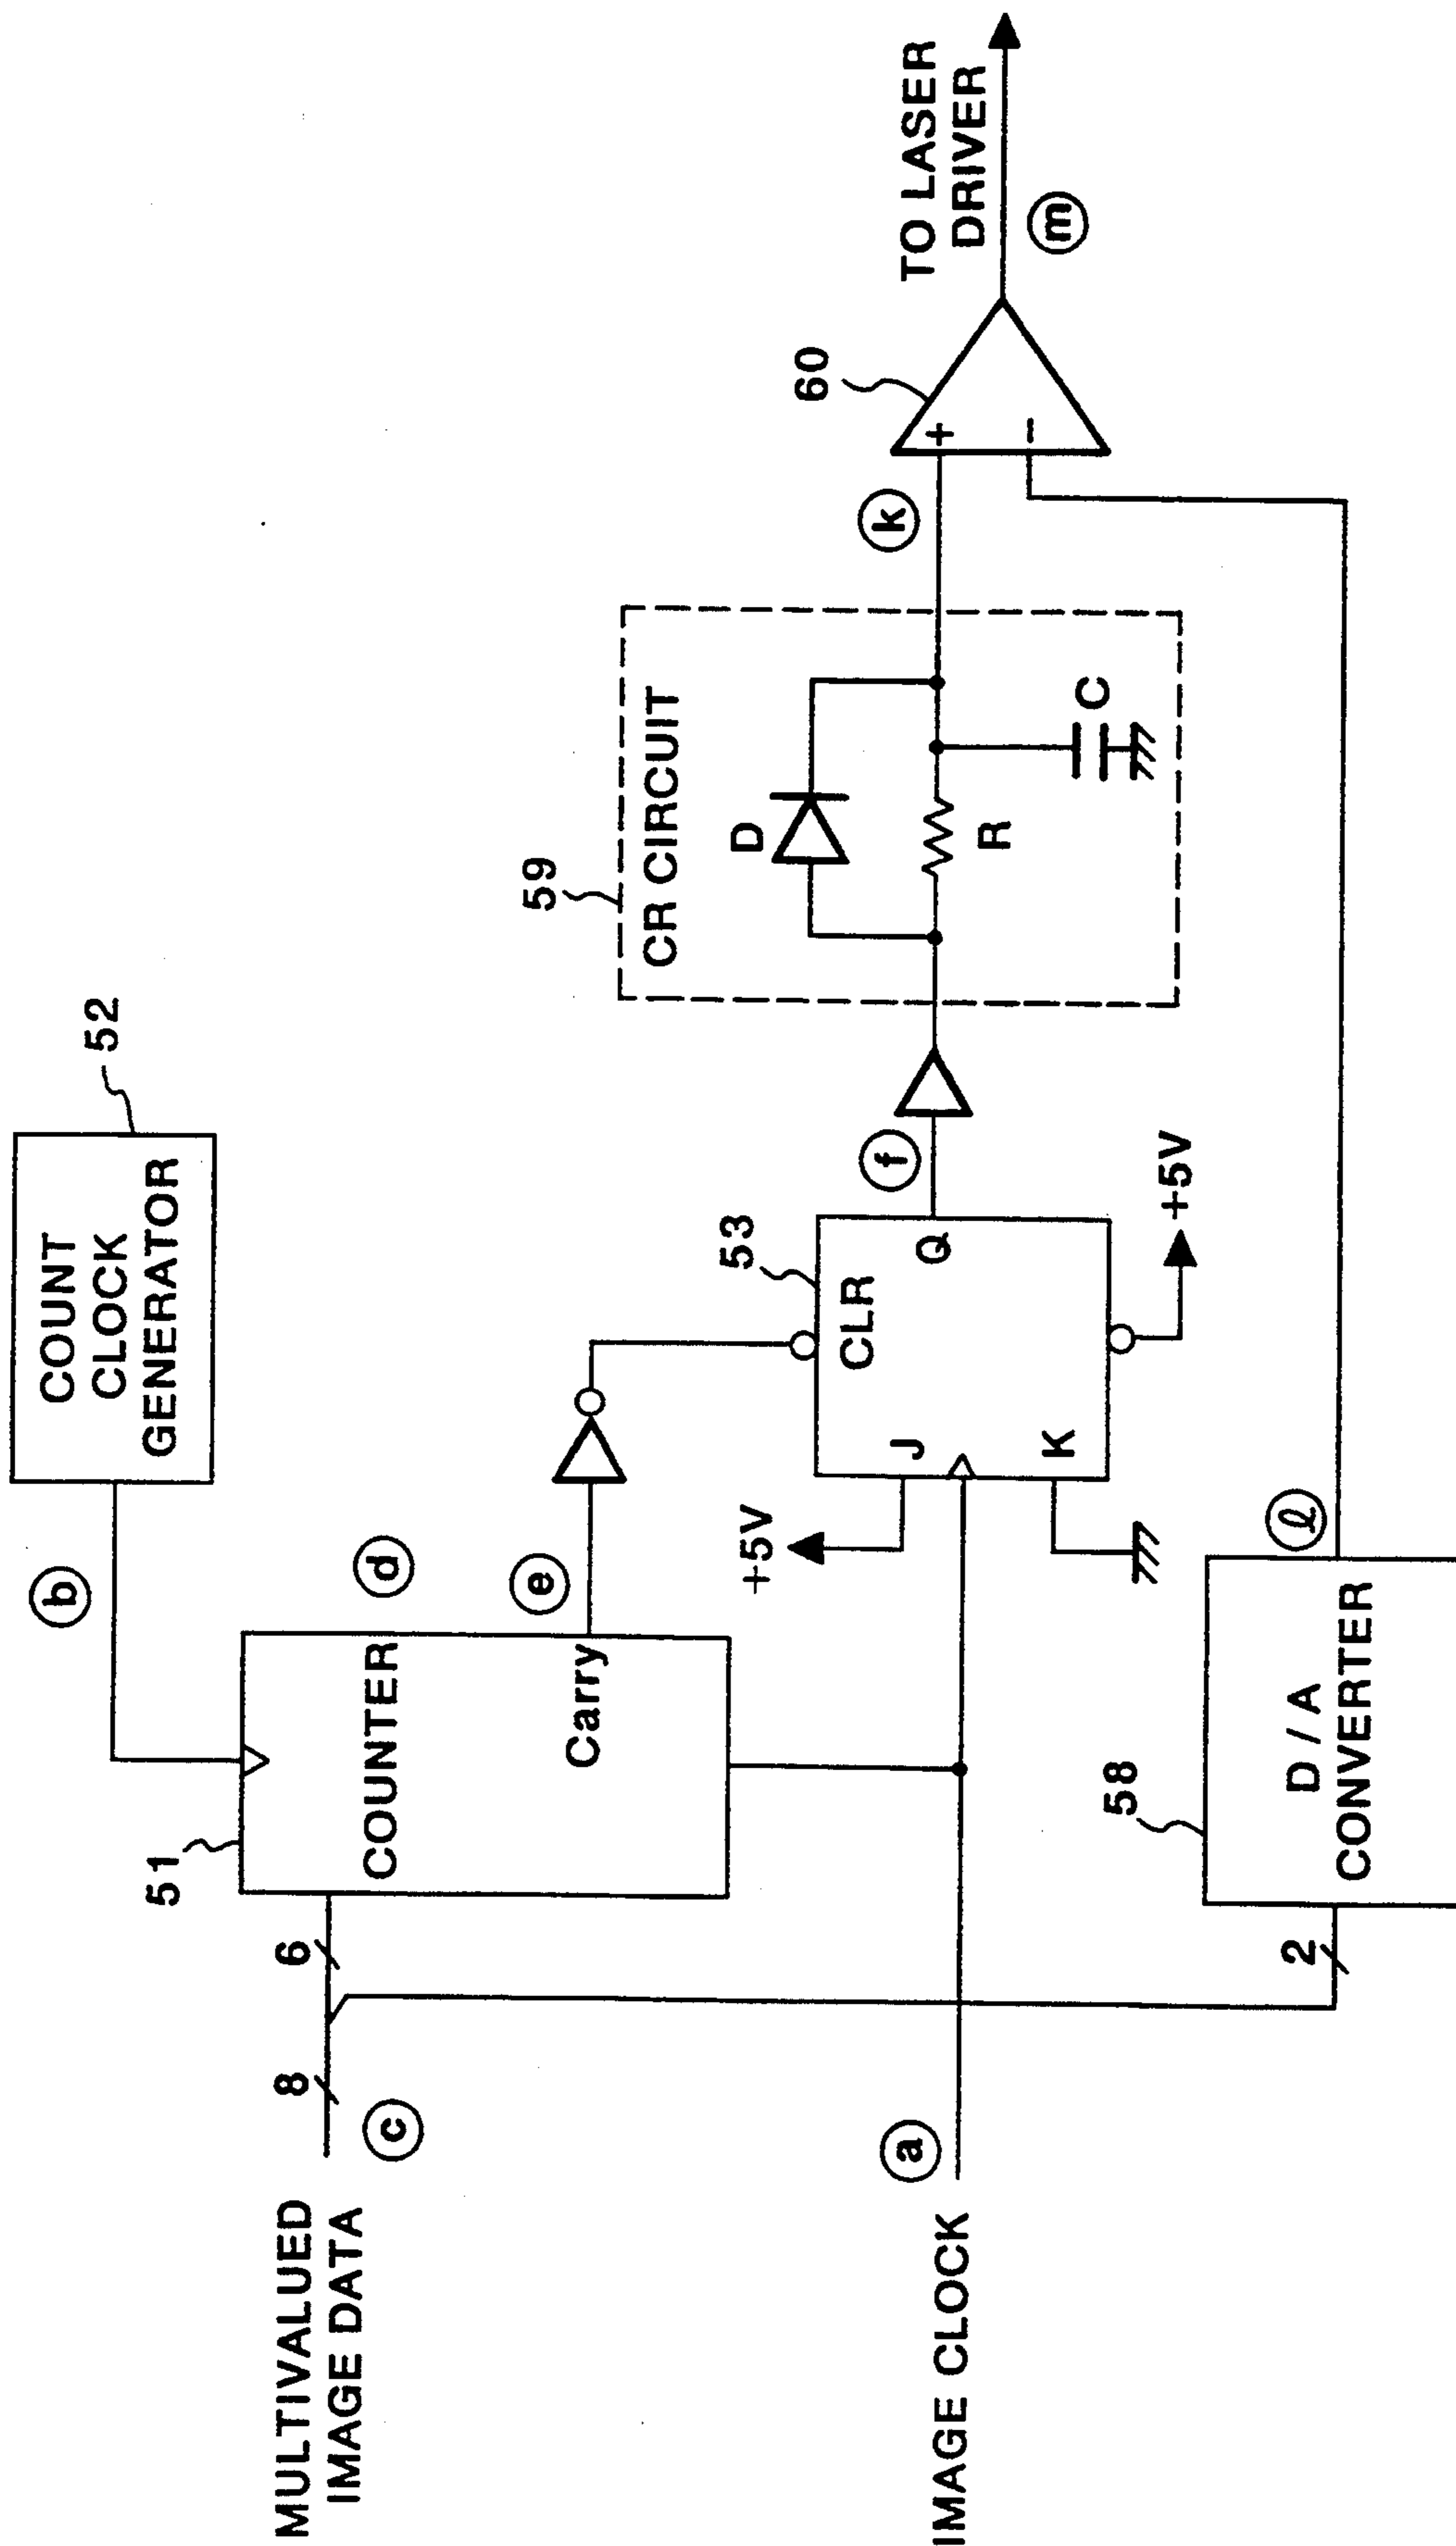 52
COUNT
CLOCK
GENERATOR
b
51
COUNTER
d
Carry
e
8
6
MULTIVALUED
IMAGE DATA
c
59
CR CIRCUIT
D
R
C
53
CLR
J
K
Q
+5V
+5V
f
k
60
+
−
TO LASER
DRIVER
m
IMAGE CLOCK
a
58
2
D/A
CONVERTER
ℓ